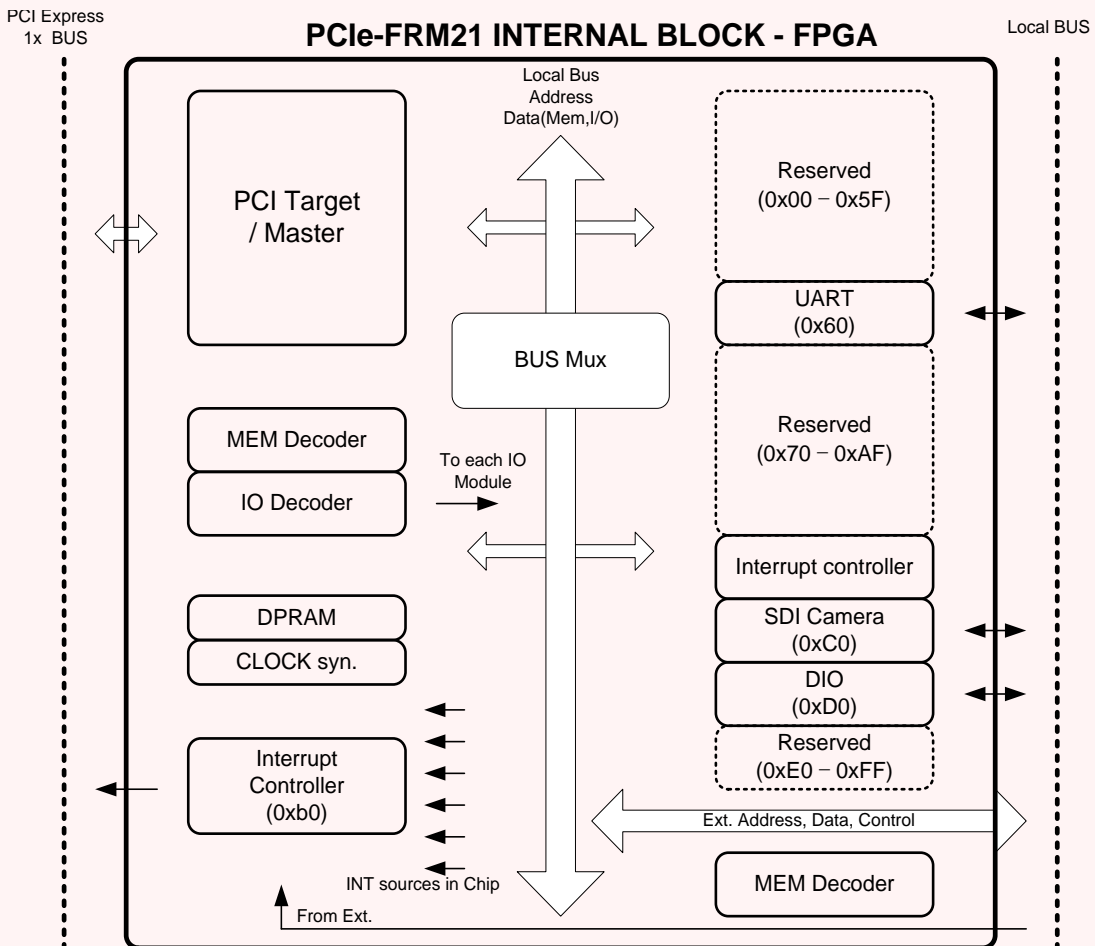 PCI Express
1x BUS
PCIe-FRM21 INTERNAL BLOCK - FPGA
Local BUS
Local Bus
Address
Data(Mem,I/O)
PCI Target
/ Master
Reserved
(0x00 – 0x5F)
UART
(0x60)
BUS Mux
MEM Decoder
IO Decoder
To each IO
Module
Reserved
(0x70 – 0xAF)
Interrupt controller
DPRAM
CLOCK syn.
SDI Camera
(0xC0)
DIO
(0xD0)
Reserved
(0xE0 – 0xFF)
Interrupt
Controller
(0xb0)
Ext. Address, Data, Control
INT sources in Chip
MEM Decoder
From Ext.